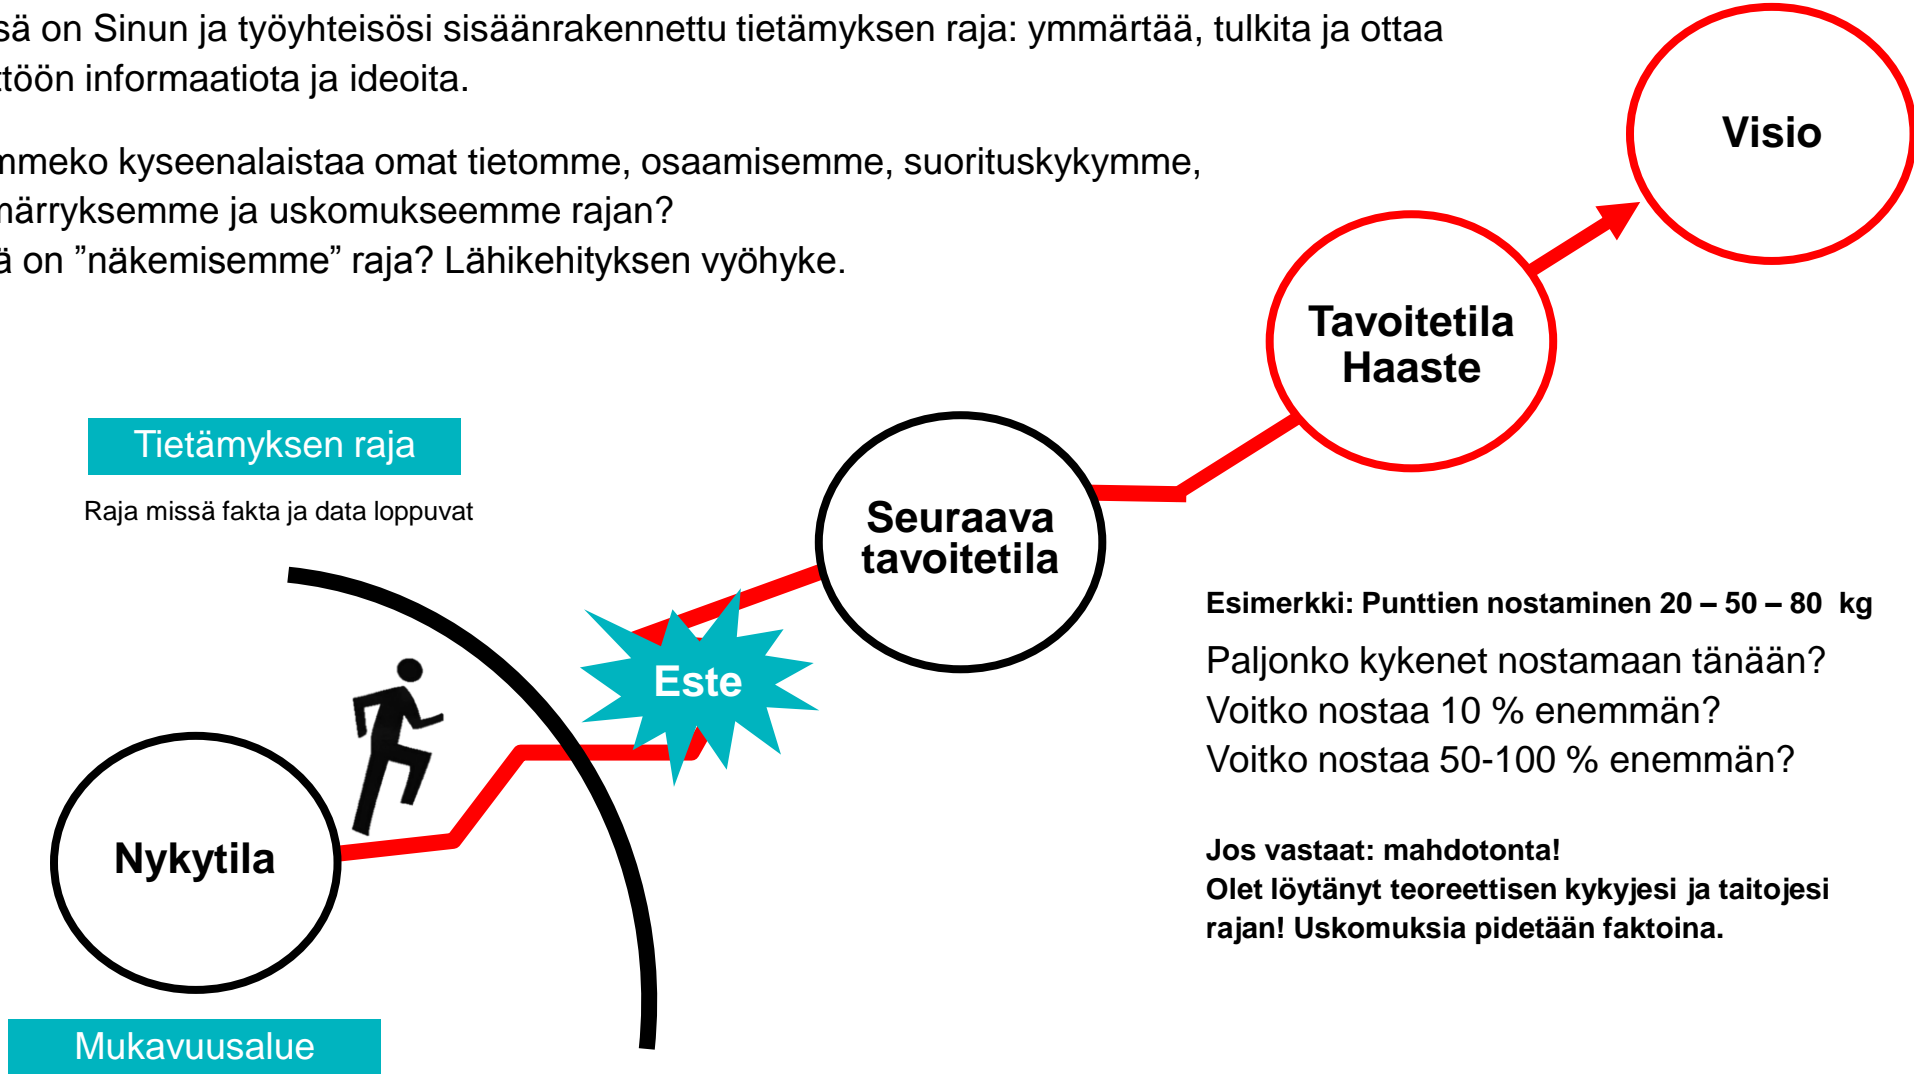 on Sinun ja työyhteisösi sisäänrakennettu tietämyksen raja: ymmärtää, tulkita ja ottaa
informaatiota ja ideoita.
kyseenalaistaa omat tietomme, osaamisemme, suorituskykymme,
ja uskomukseemme rajan?
on ”näkemisemme” raja? Lähikehityksen vyöhyke.
Visio
Tavoitetila
Haaste
Tietämyksen raja
Raja missä fakta ja data loppuvat
Seuraava
tavoitetila
Este
Nykytila
Mukavuusalue
Esimerkki: Punttien nostaminen 20 – 50 – 80 kg
Paljonko kykenet nostamaan tänään?
Voitko nostaa 10 % enemmän?
Voitko nostaa 50-100 % enemmän?
Jos vastaat: mahdotonta!
Olet löytänyt teoreettisen kykyjesi ja taitojesi
rajan! Uskomuksia pidetään faktoina.